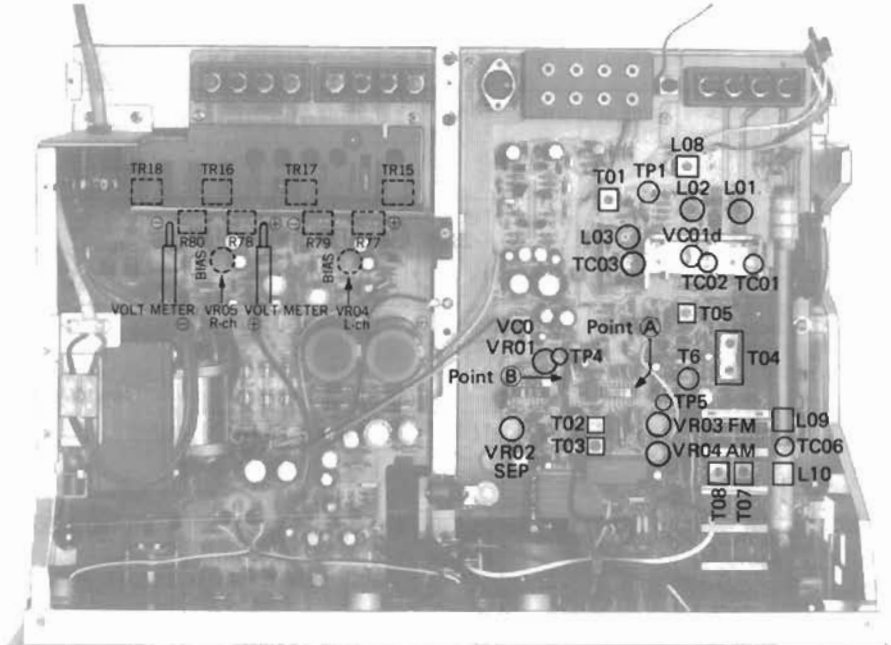 L08
TR18 TR16 TR17 TR15
T01 TP1
L02 L01
⊖ ⊕ ⊖ ⊕
R80 R78 R79 R77
L03 VC01d
BIAS BIAS
TC03 TC02 TC01
VOLT METER VR05 VOLT METER VR04
⊖ R-ch ⊕ L-ch
T05
VC0 Point Ⓐ
VR01 TP4 T6 T04
Point Ⓑ
TP5
T02 VR03 FM L09
VR02 T03 TC06
SEP VR04 AM
L10
T08 T07